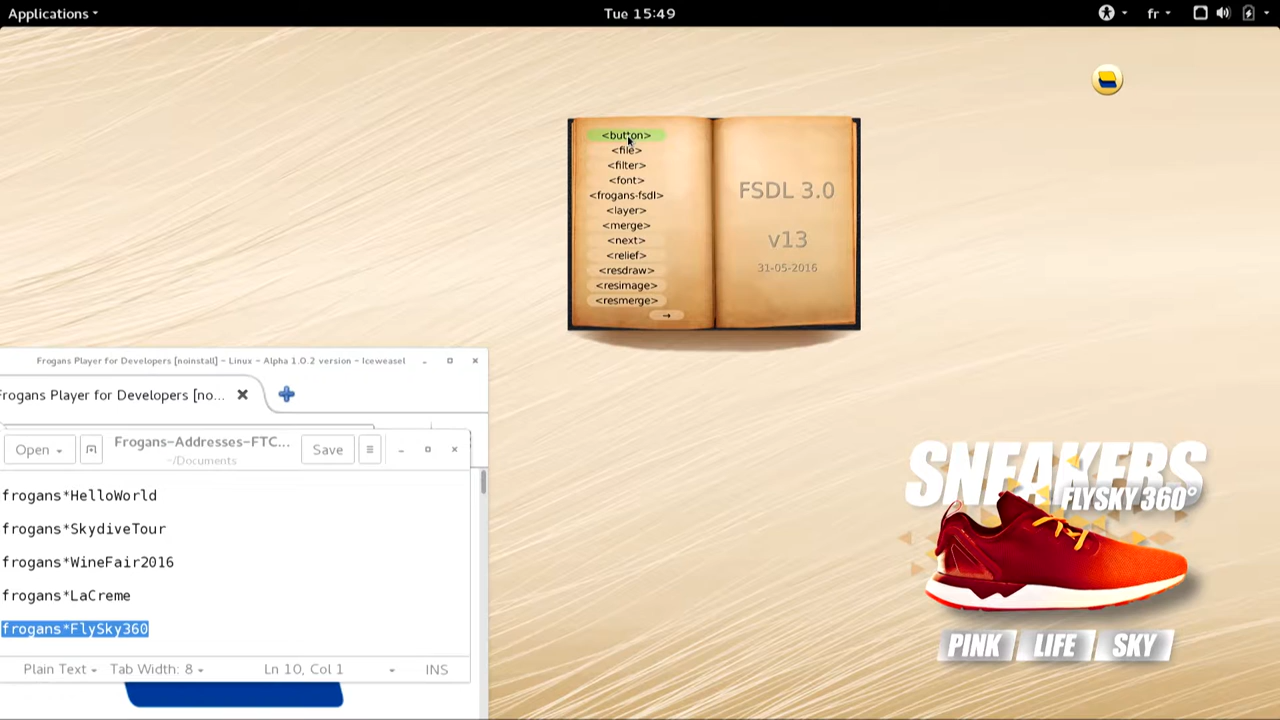 Applications
Tue 15:49
fr
<button>
<file>
<filter>
<font>
<frogans-fsdl>
<layer>
<merge>
<next>
<relief>
<resdraw>
<resimage>
<resmerge>
→
FSDL 3.0
v13
31-05-2016
Frogans Player for Developers [noinstall] - Linux - Alpha 1.0.2 version - Iceweasel
Frogans Player for Developers [no...
Open
Frogans-Addresses-FTC...
~/Documents
Save
frogans*HelloWorld
frogans*SkydiveTour
frogans*WineFair2016
frogans*LaCreme
frogans*FlySky360
Plain Text
Tab Width: 8
Ln 10, Col 1
INS
SNEAKERS
FLYSKY 360°
PINK
LIFE
SKY